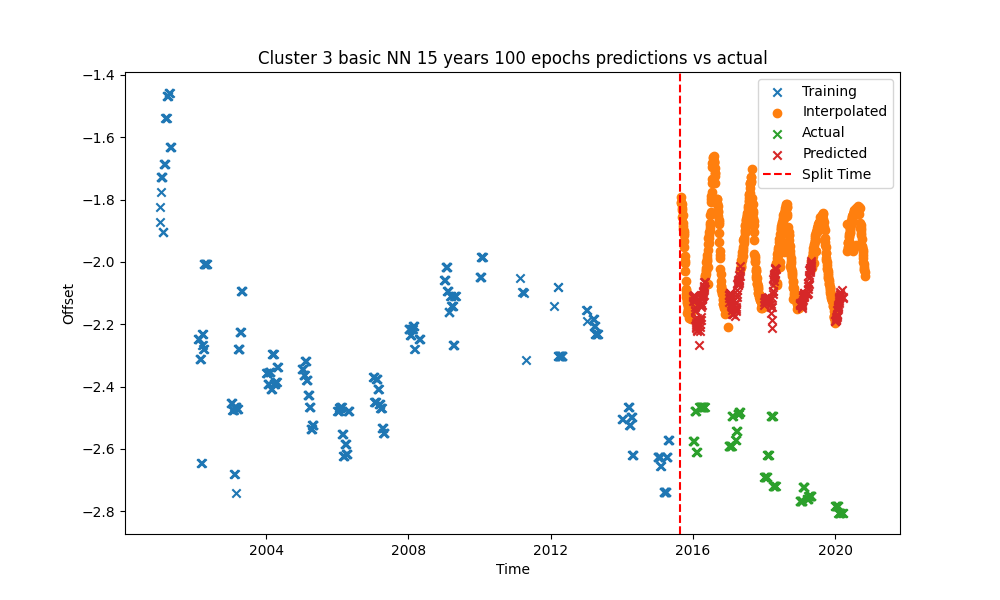 Cluster 3 basic NN 15 years 100 epochs predictions vs actual
Training
Interpolated
Actual
Predicted
Split Time
Offset
−1.4
−1.6
−1.8
−2.0
−2.2
−2.4
−2.6
−2.8
2004
2008
2012
2016
2020
Time